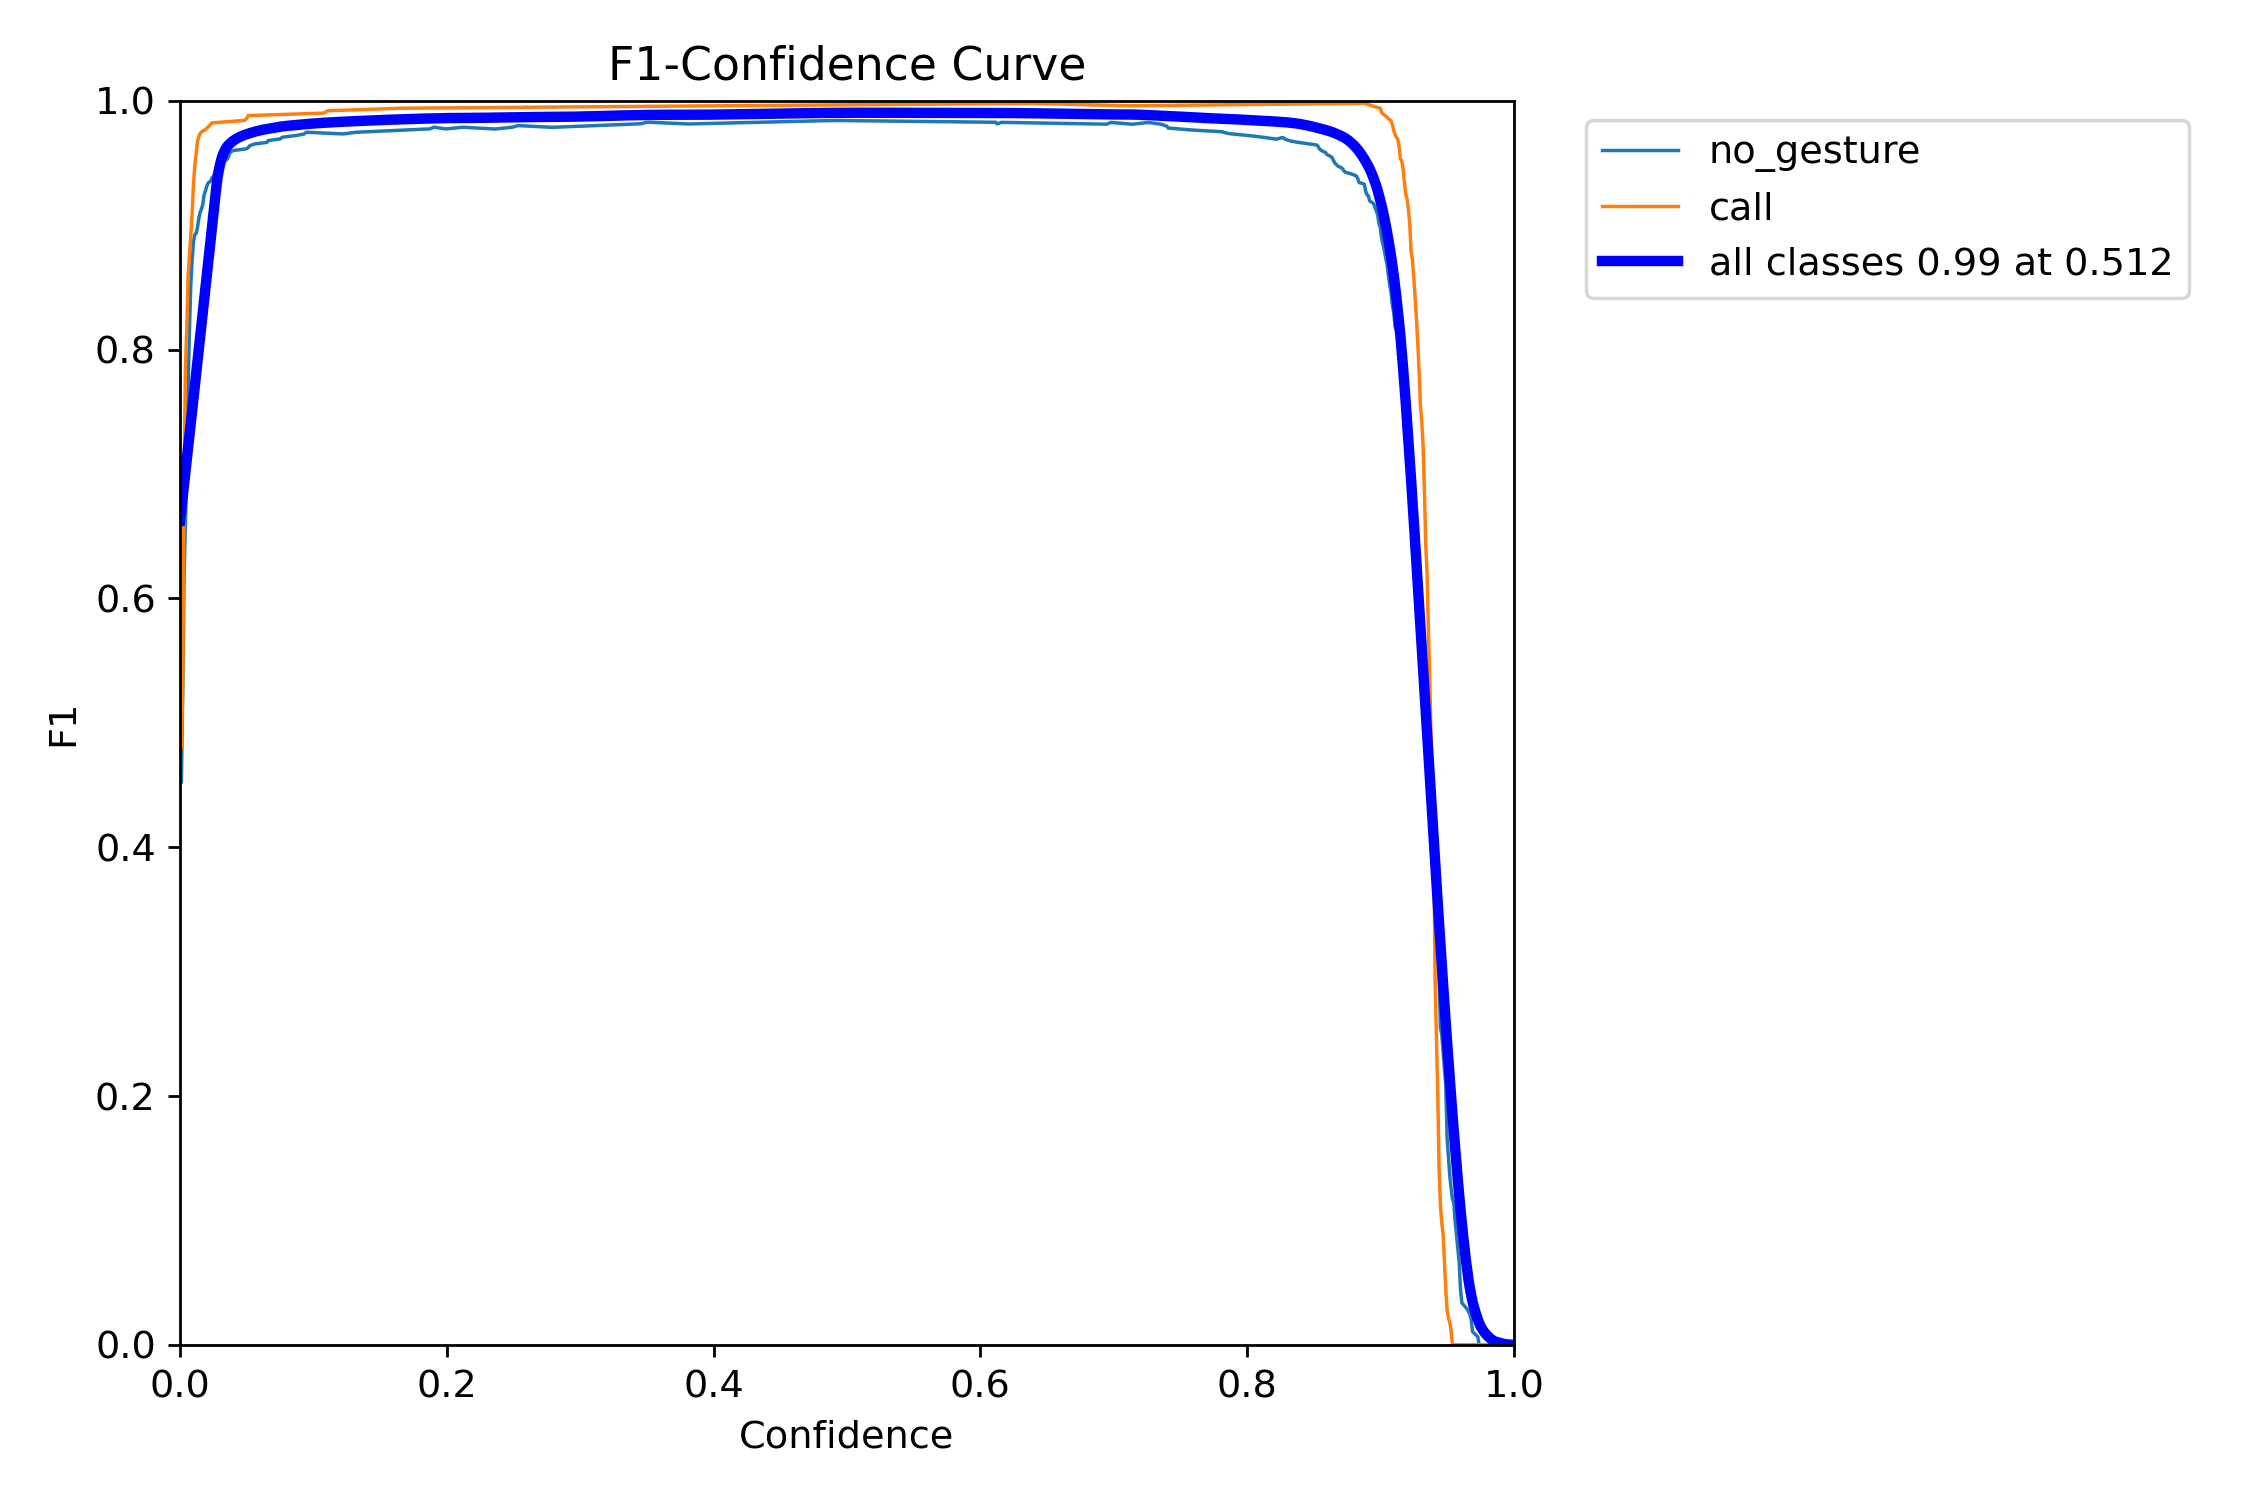 F1-Confidence Curve
1.0
0.8
0.6
0.4
0.2
0.0
F1
0.0 0.2 0.4 0.6 0.8 1.0
Confidence
no_gesture
call
all classes 0.99 at 0.512